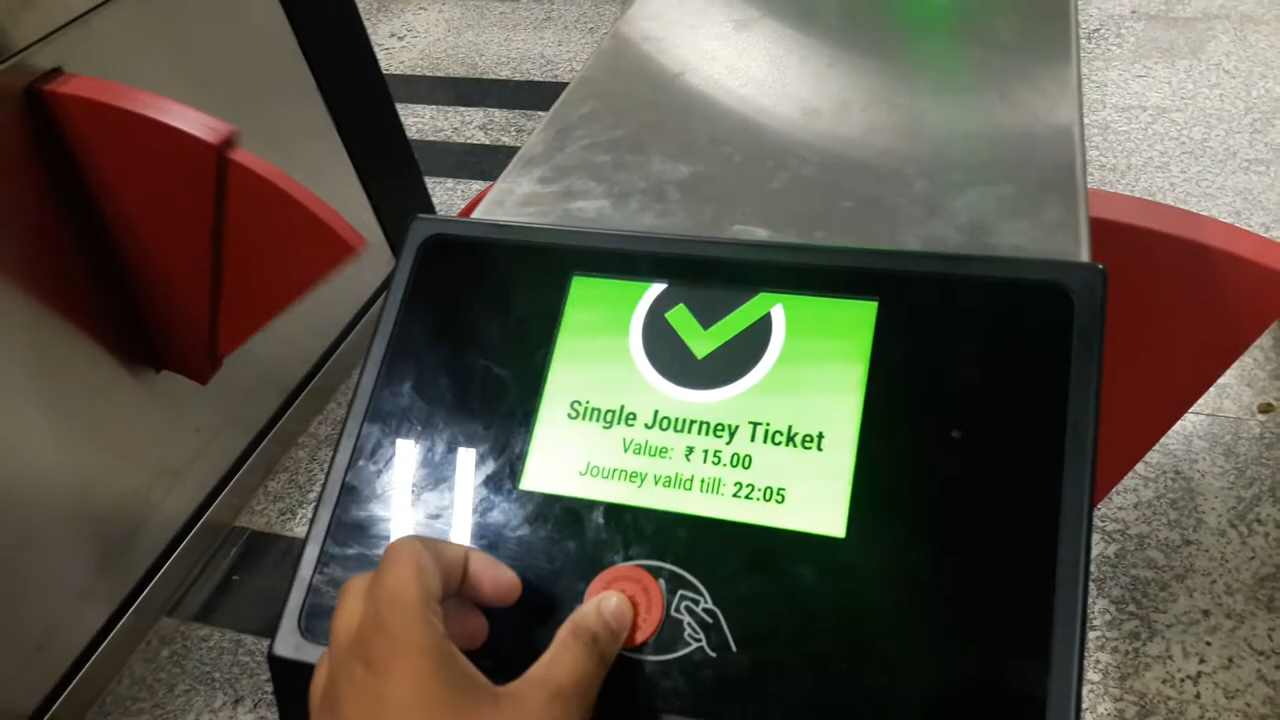 Single Journey Ticket
Value: ₹ 15.00
Journey valid till: 22:05